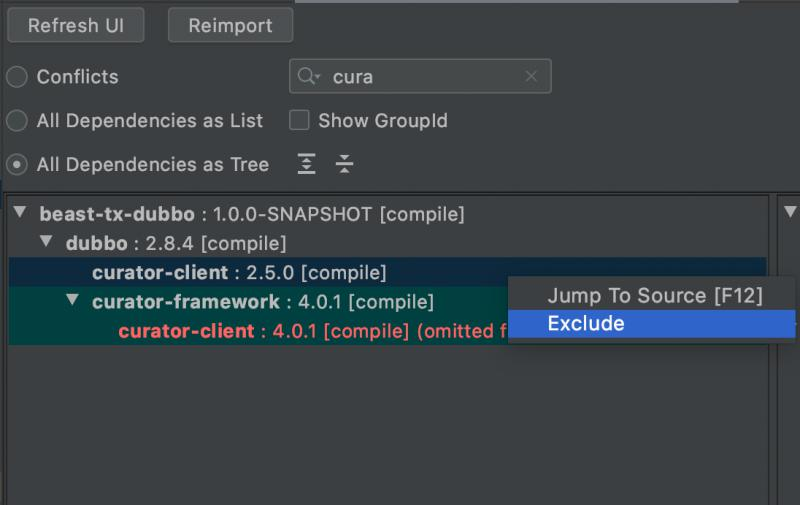 Refresh UI Reimport
Conflicts cura
All Dependencies as List Show GroupId
All Dependencies as Tree
beast-tx-dubbo : 1.0.0-SNAPSHOT [compile]
dubbo : 2.8.4 [compile]
curator-client : 2.5.0 [compile]
Jump To Source [F12]
curator-framework : 4.0.1 [compile]
Exclude
curator-client : 4.0.1 [compile] (omitted f